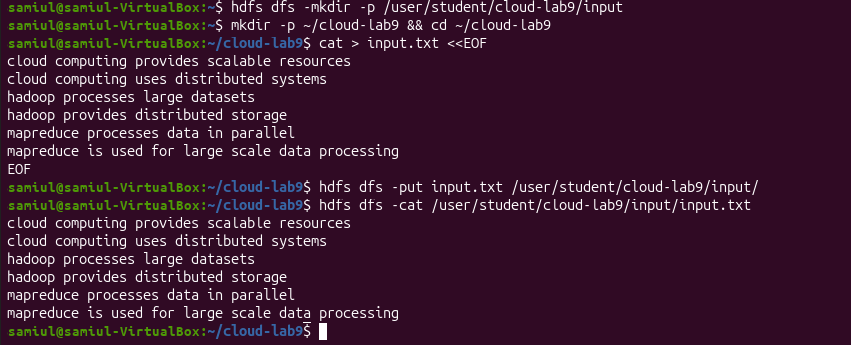 samiul@samiul-VirtualBox:~$ hdfs dfs -mkdir -p /user/student/cloud-lab9/input
samiul@samiul-VirtualBox:~$ mkdir -p ~/cloud-lab9 && cd ~/cloud-lab9
samiul@samiul-VirtualBox:~/cloud-lab9$ cat > input.txt <<EOF
cloud computing provides scalable resources
cloud computing uses distributed systems
hadoop processes large datasets
hadoop provides distributed storage
mapreduce processes data in parallel
mapreduce is used for large scale data processing
EOF
samiul@samiul-VirtualBox:~/cloud-lab9$ hdfs dfs -put input.txt /user/student/cloud-lab9/input/
samiul@samiul-VirtualBox:~/cloud-lab9$ hdfs dfs -cat /user/student/cloud-lab9/input/input.txt
cloud computing provides scalable resources
cloud computing uses distributed systems
hadoop processes large datasets
hadoop provides distributed storage
mapreduce processes data in parallel
mapreduce is used for large scale data processing
samiul@samiul-VirtualBox:~/cloud-lab9$